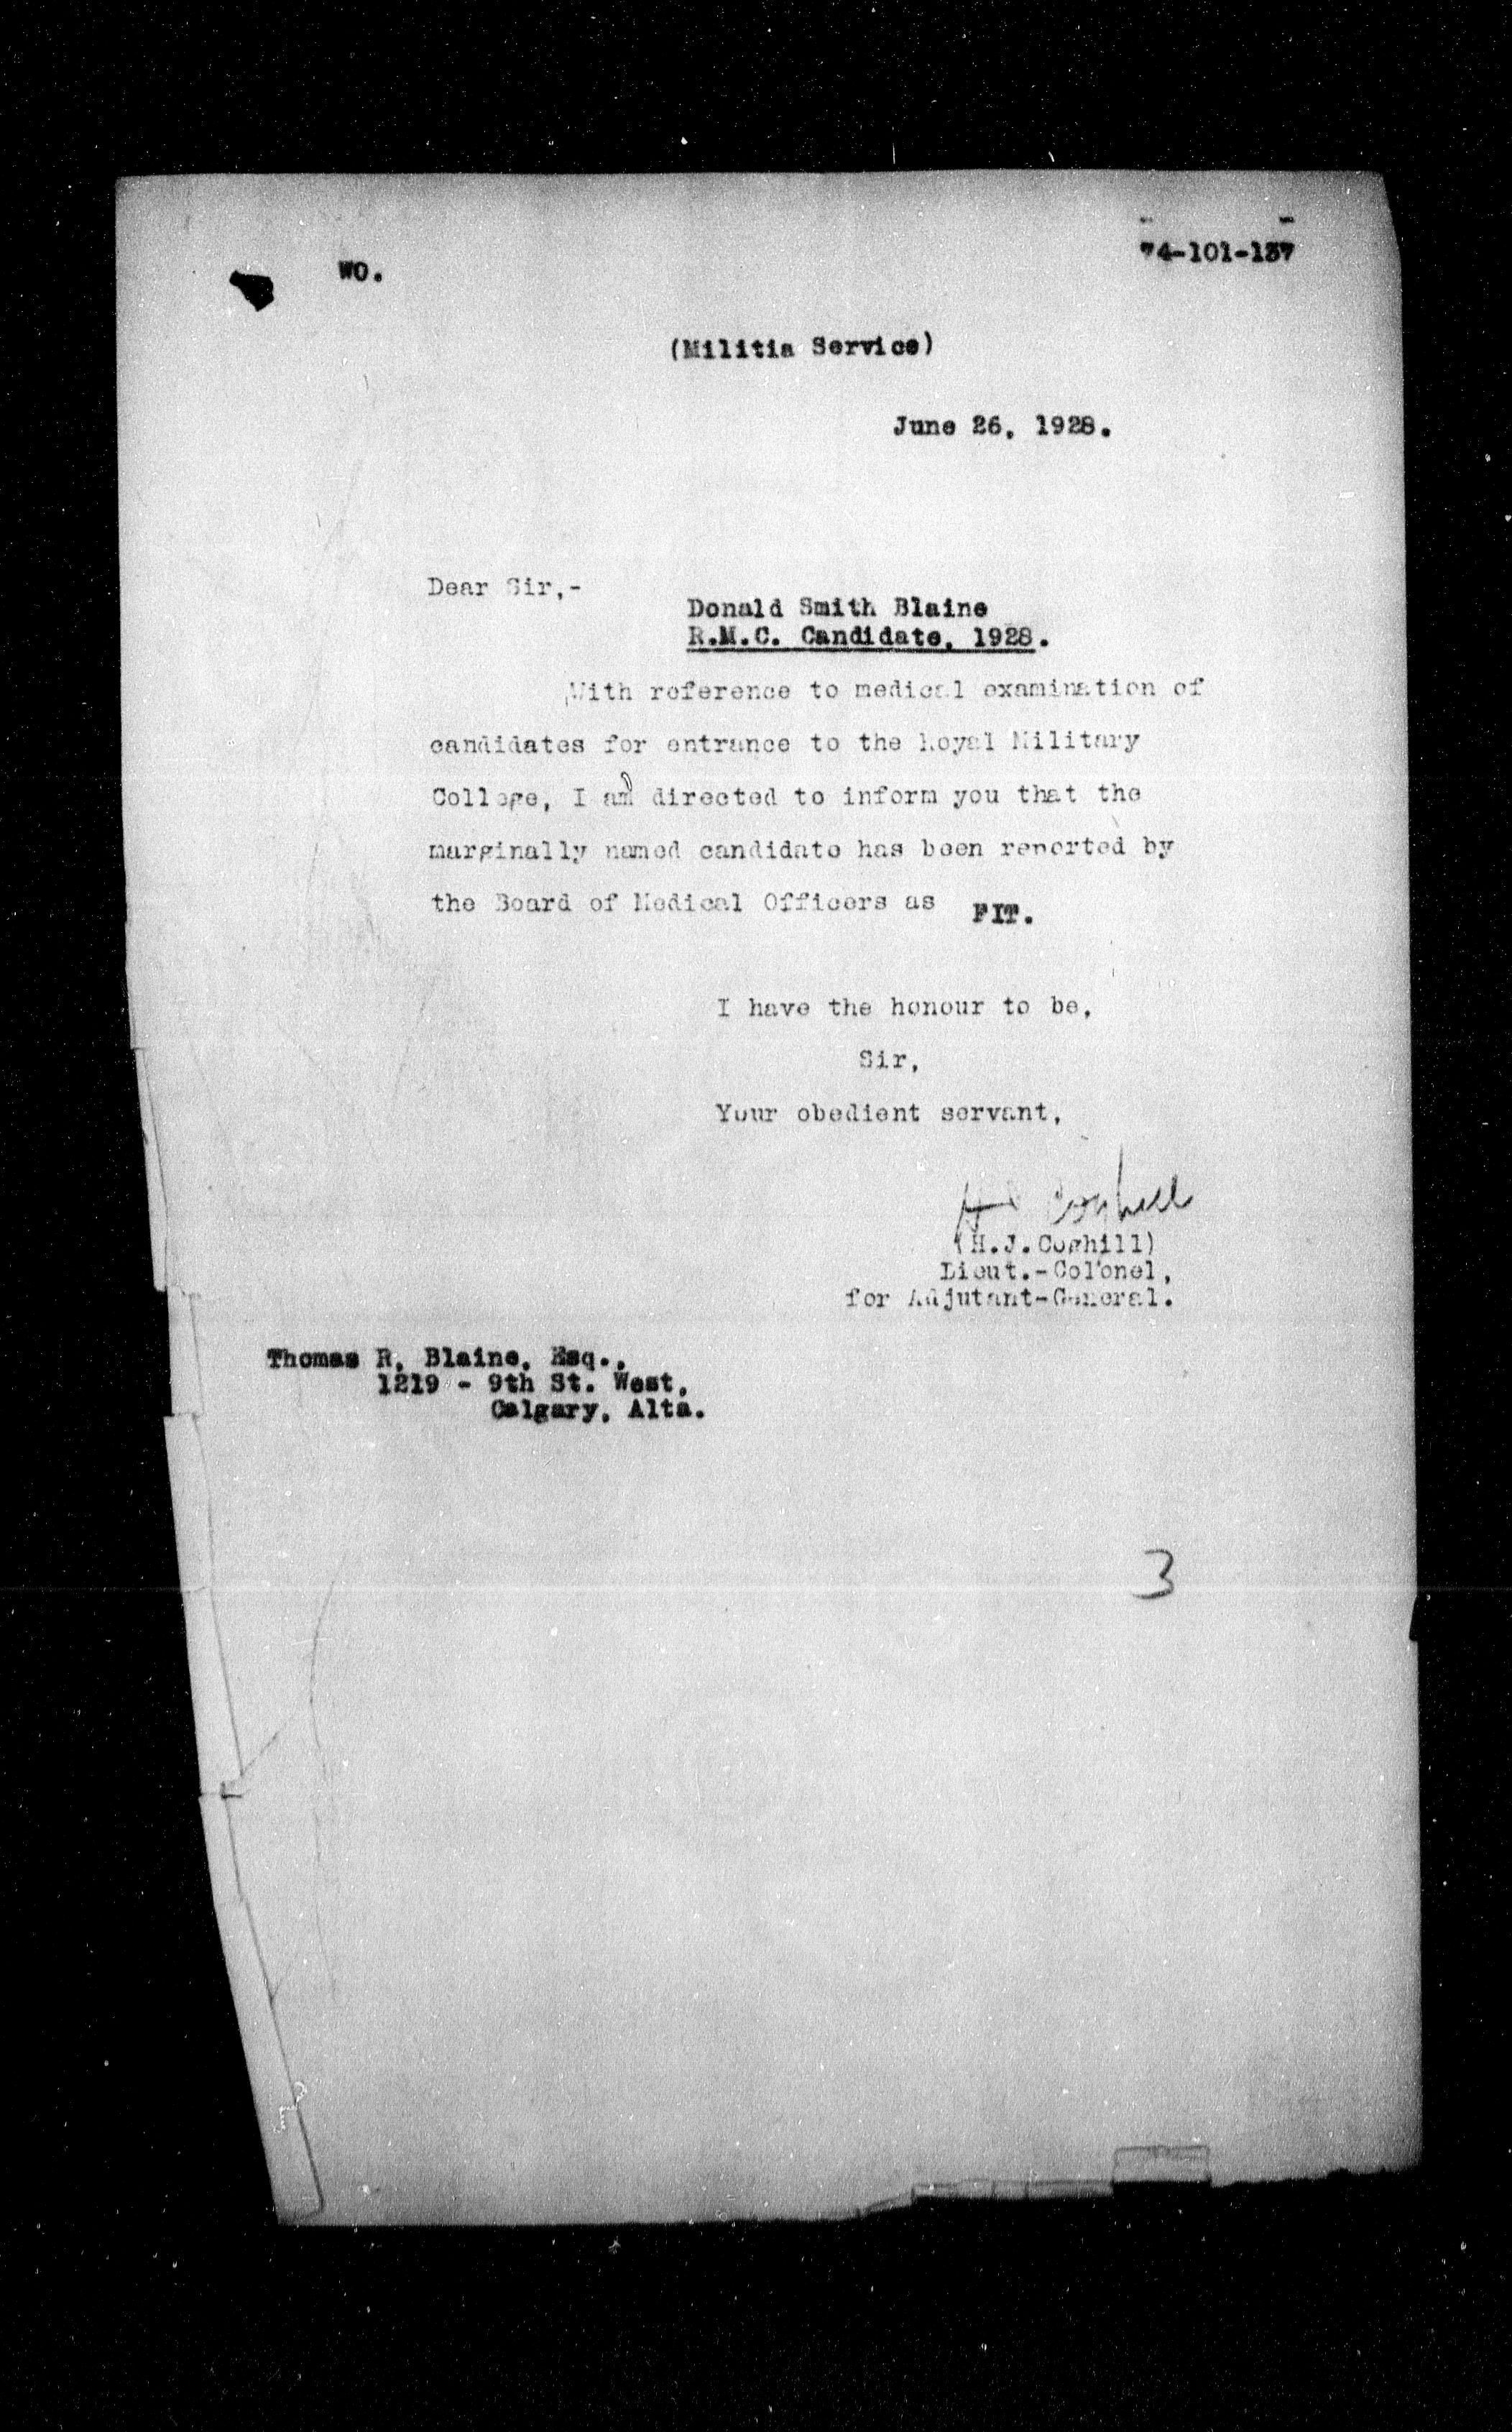 74-101-137
WO.
(Militia Service)
June 26, 1928.
Dear Sir,-
Donald Smith Blaine
R.M.C. Candidate, 1928.
With reference to medical examination of
candidates for entrance to the Royal Military
College, I am directed to inform you that the
marginally named candidate has been reported by
the Board of Medical Officers as FIT.
I have the honour to be,
Sir,
Your obedient servant,
H J Coghill
(H.J.Coghill)
Lieut.-Colonel,
for Adjutant-General.
Thomas R. Blaine, Esq.,
1219 - 9th St. West,
Calgary, Alta.
3